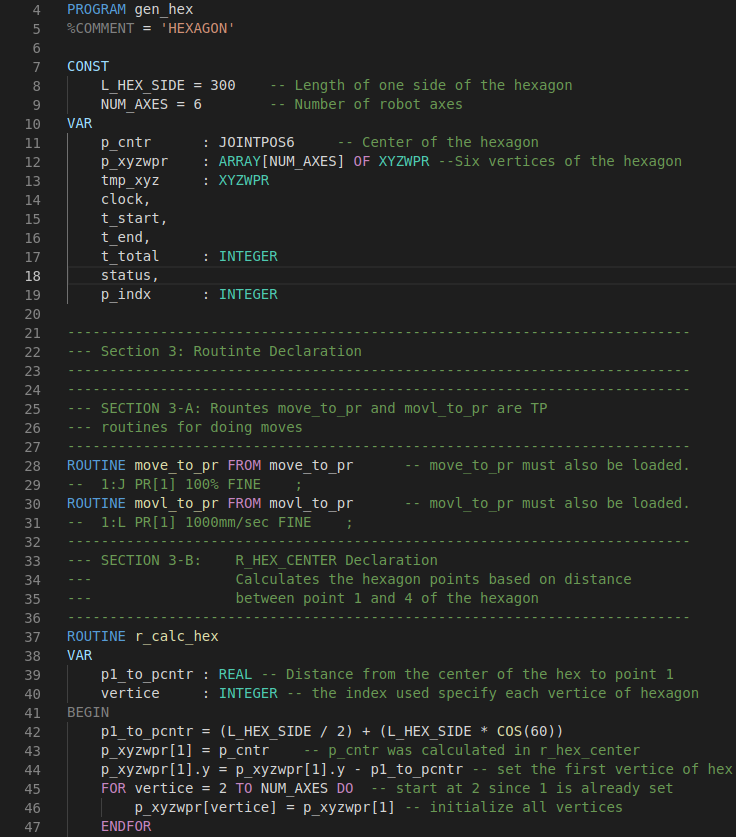 4 PROGRAM gen_hex
5 %COMMENT = 'HEXAGON'
6
7 CONST
8     L_HEX_SIDE = 300    -- Length of one side of the hexagon
9     NUM_AXES = 6        -- Number of robot axes
10 VAR
11     p_cntr      : JOINTPOS6     -- Center of the hexagon
12     p_xyzwpr    : ARRAY[NUM_AXES] OF XYZWPR --Six vertices of the hexagon
13     tmp_xyz     : XYZWPR
14     clock,
15     t_start,
16     t_end,
17     t_total     : INTEGER
18     status,
19     p_indx      : INTEGER
20
21 --------------------------------------------------------------------------
22 --- Section 3: Routinte Declaration
23 --------------------------------------------------------------------------
24 --------------------------------------------------------------------------
25 --- SECTION 3-A: Rountes move_to_pr and movl_to_pr are TP
26 --- routines for doing moves
27 --------------------------------------------------------------------------
28 ROUTINE move_to_pr FROM move_to_pr      -- move_to_pr must also be loaded.
29 --  1:J PR[1] 100% FINE    ;
30 ROUTINE movl_to_pr FROM movl_to_pr      -- movl_to_pr must also be loaded.
31 --  1:L PR[1] 1000mm/sec FINE    ;
32 --------------------------------------------------------------------------
33 --- SECTION 3-B:    R_HEX_CENTER Declaration
34 ---                 Calculates the hexagon points based on distance
35 ---                 between point 1 and 4 of the hexagon
36 --------------------------------------------------------------------------
37 ROUTINE r_calc_hex
38 VAR
39     p1_to_pcntr : REAL -- Distance from the center of the hex to point 1
40     vertice     : INTEGER -- the index used specify each vertice of hexagon
41 BEGIN
42     p1_to_pcntr = (L_HEX_SIDE / 2) + (L_HEX_SIDE * COS(60))
43     p_xyzwpr[1] = p_cntr    -- p_cntr was calculated in r_hex_center
44     p_xyzwpr[1].y = p_xyzwpr[1].y - p1_to_pcntr -- set the first vertice of hex
45     FOR vertice = 2 TO NUM_AXES DO  -- start at 2 since 1 is already set
46         p_xyzwpr[vertice] = p_xyzwpr[1] -- initialize all vertices
47     ENDFOR